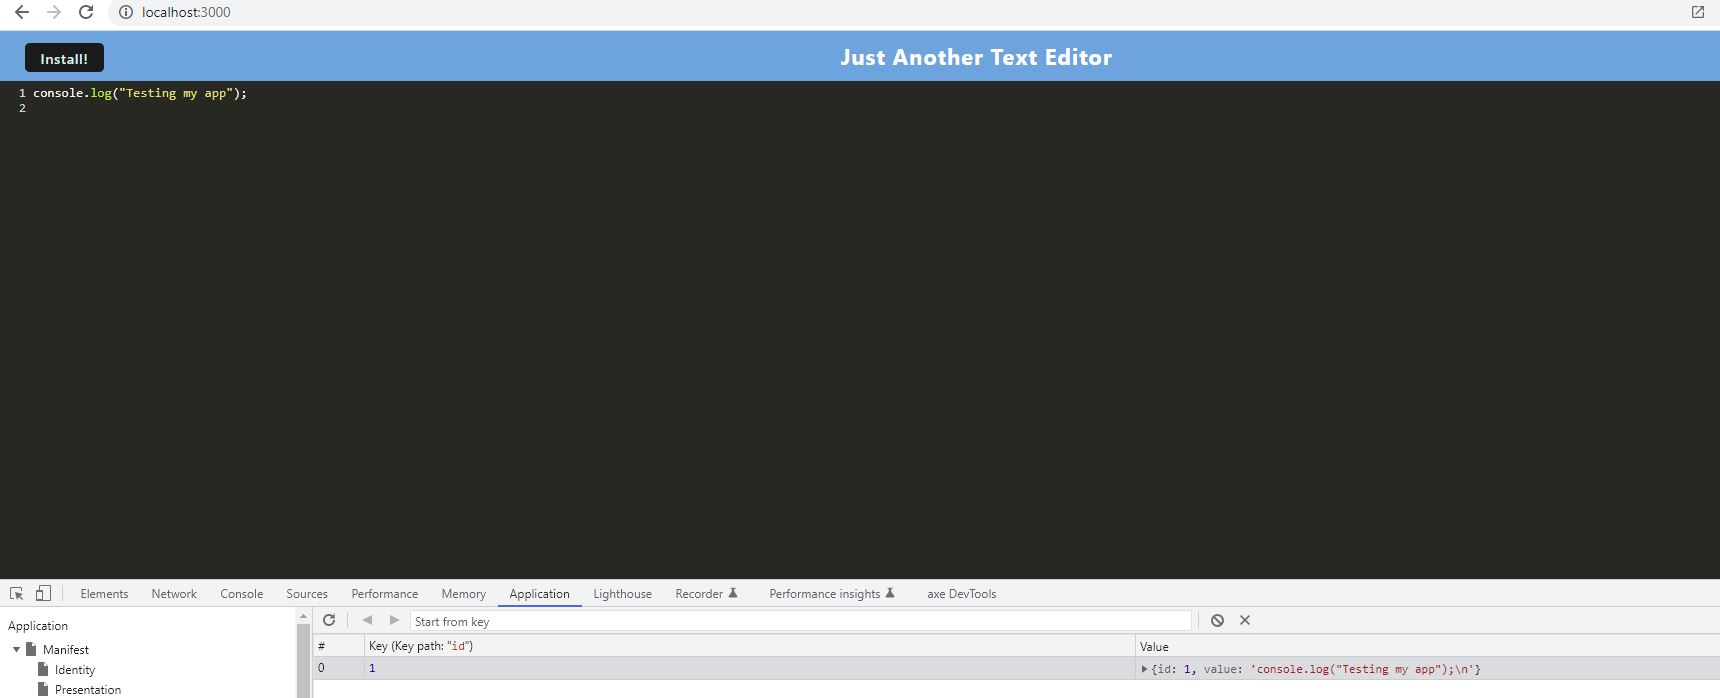 localhost:3000
Install! Just Another Text Editor
1 console.log("Testing my app");
2
Elements Network Console Sources Performance Memory Application Lighthouse Recorder Performance insights axe DevTools
Application Start from key
# Key (Key path: "id") Value
Manifest
0 1 {id: 1, value: 'console.log("Testing my app");\n'}
Identity
Presentation